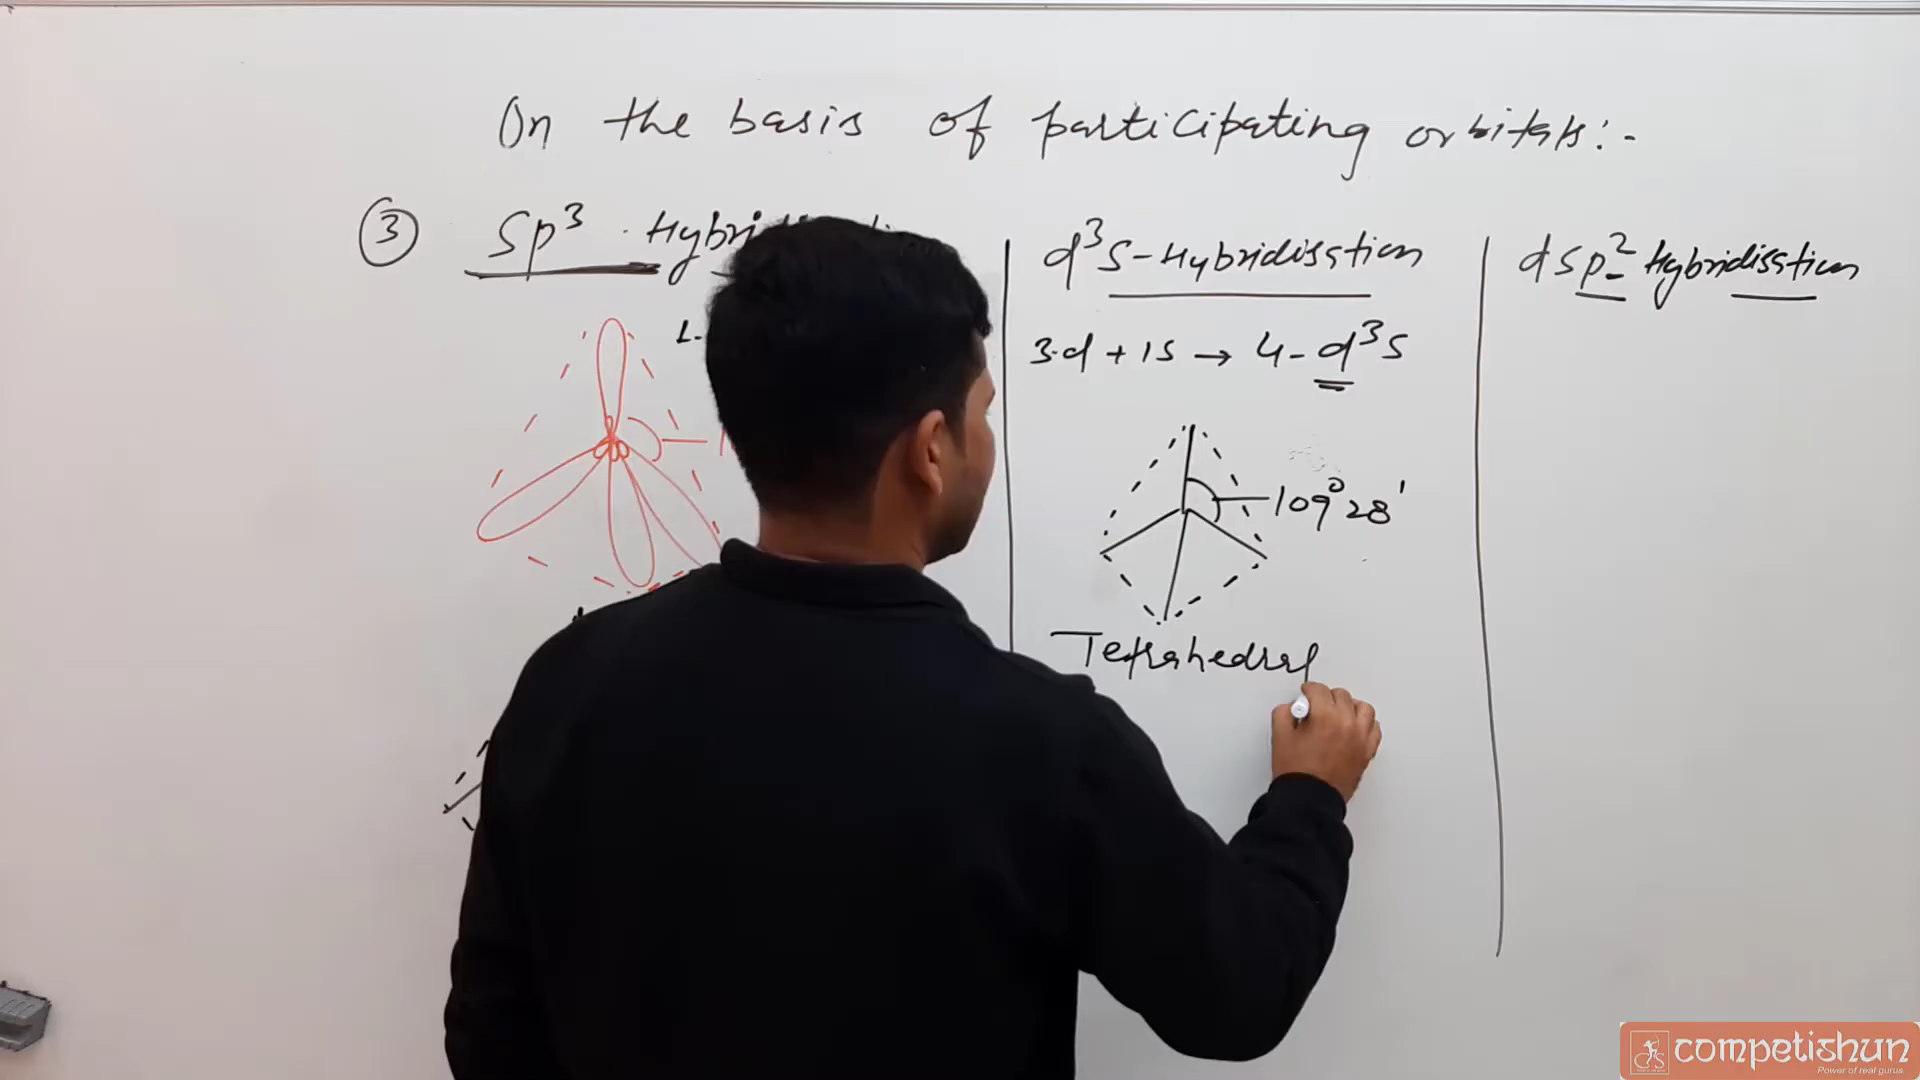 On the basis of participating orbitals:-
③ Sp³ - Hybri
L-
d³s-Hybridisation
3-d + 1s → 4-d³s
109°28'
Tetrahedral
dsp² Hybridisation
competishun
Power of real gurus